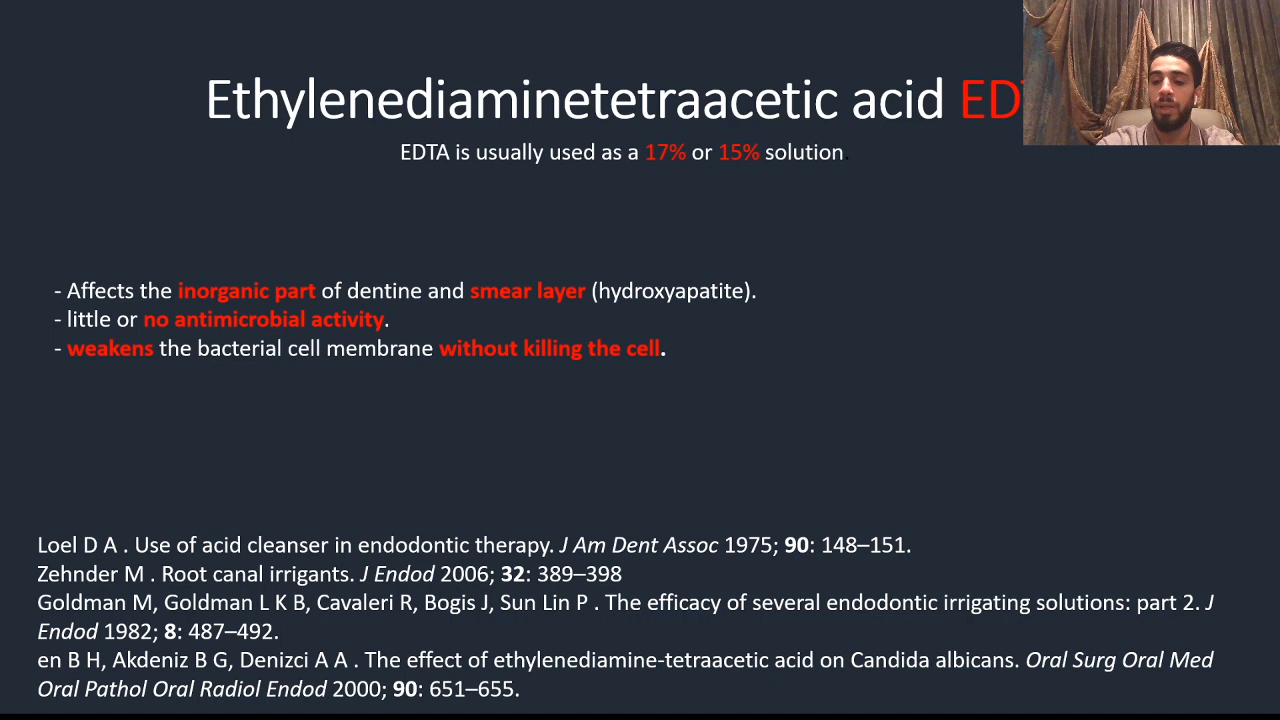 Ethylenediaminetetraacetic acid ED
EDTA is usually used as a 17% or 15% solution.
- Affects the inorganic part of dentine and smear layer (hydroxyapatite).
- little or no antimicrobial activity.
- weakens the bacterial cell membrane without killing the cell.
Loel D A . Use of acid cleanser in endodontic therapy. J Am Dent Assoc 1975; 90: 148–151.
Zehnder M . Root canal irrigants. J Endod 2006; 32: 389–398
Goldman M, Goldman L K B, Cavaleri R, Bogis J, Sun Lin P . The efficacy of several endodontic irrigating solutions: part 2. J
Endod 1982; 8: 487–492.
en B H, Akdeniz B G, Denizci A A . The effect of ethylenediamine-tetraacetic acid on Candida albicans. Oral Surg Oral Med
Oral Pathol Oral Radiol Endod 2000; 90: 651–655.